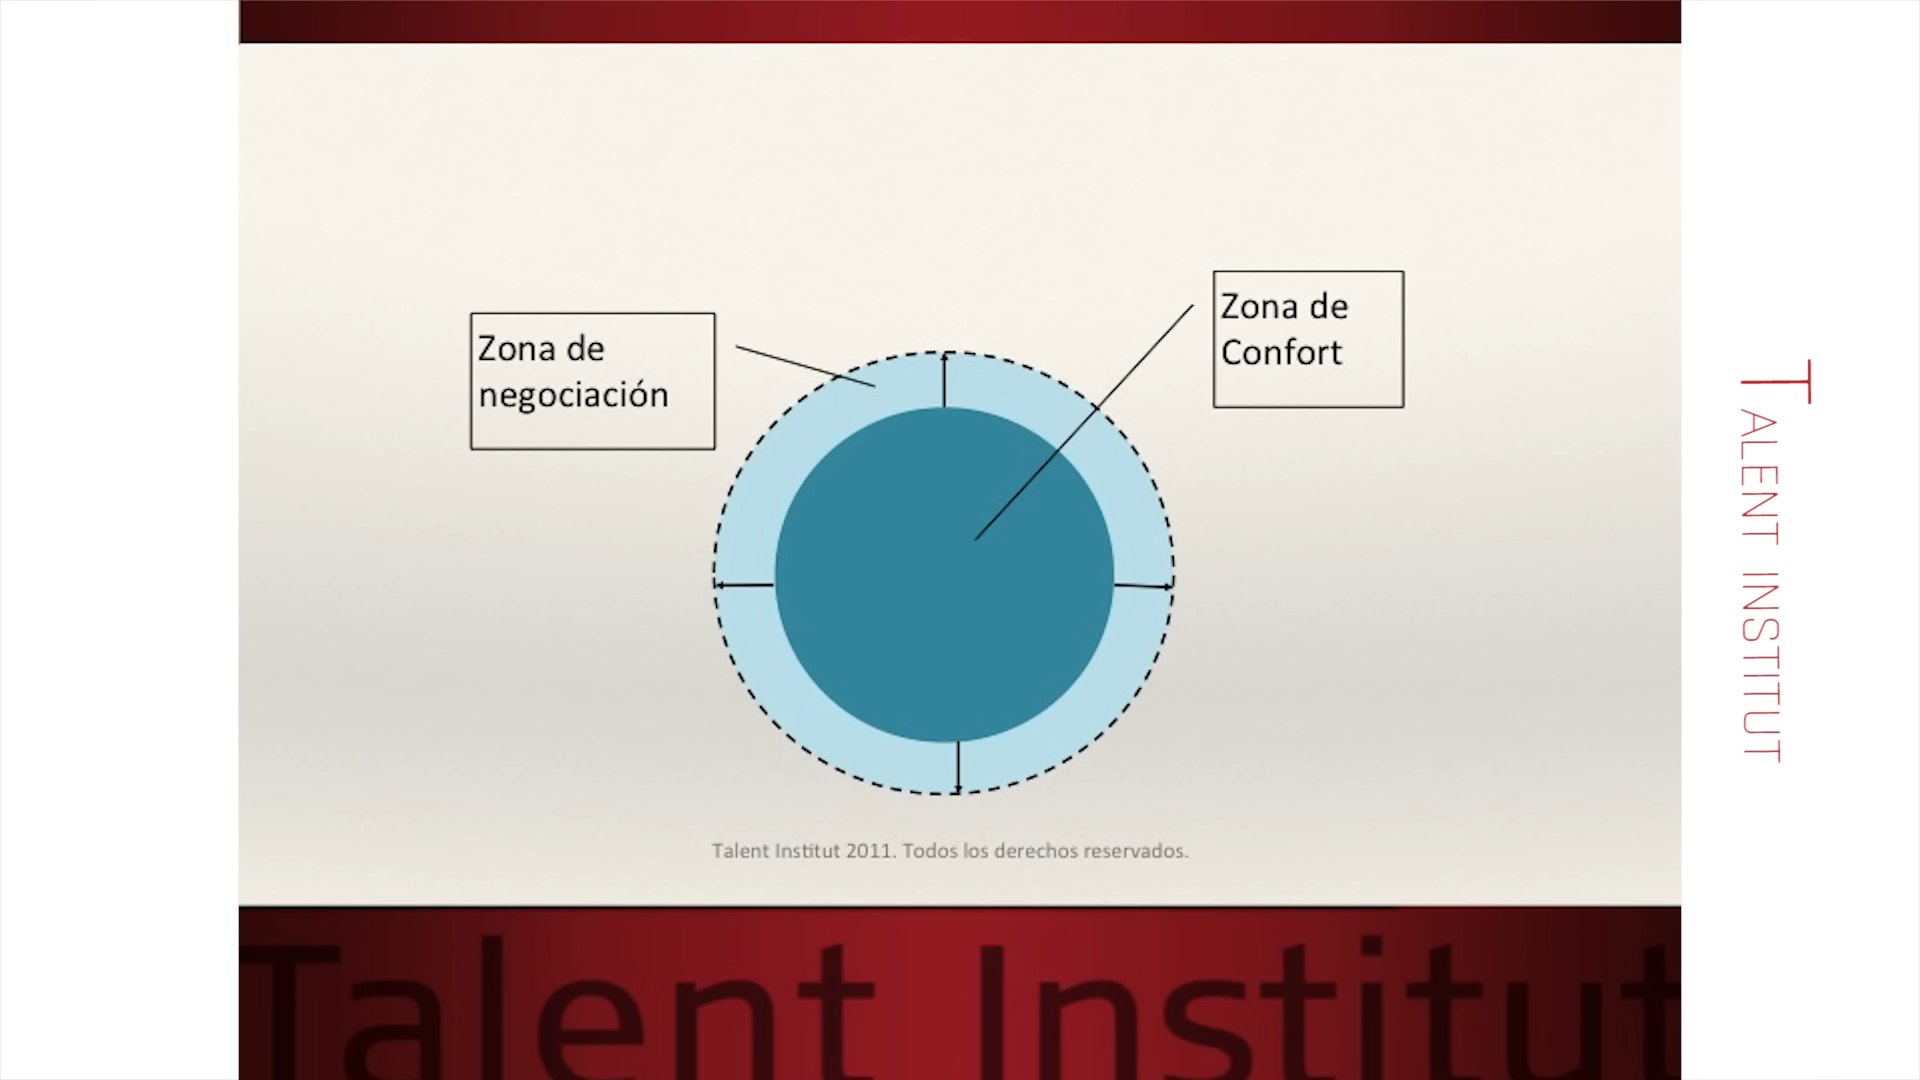 Zona de
Confort
Zona de
negociación
TALENT INSTITUT
Talent Institut 2011. Todos los derechos reservados.
Talent Institut